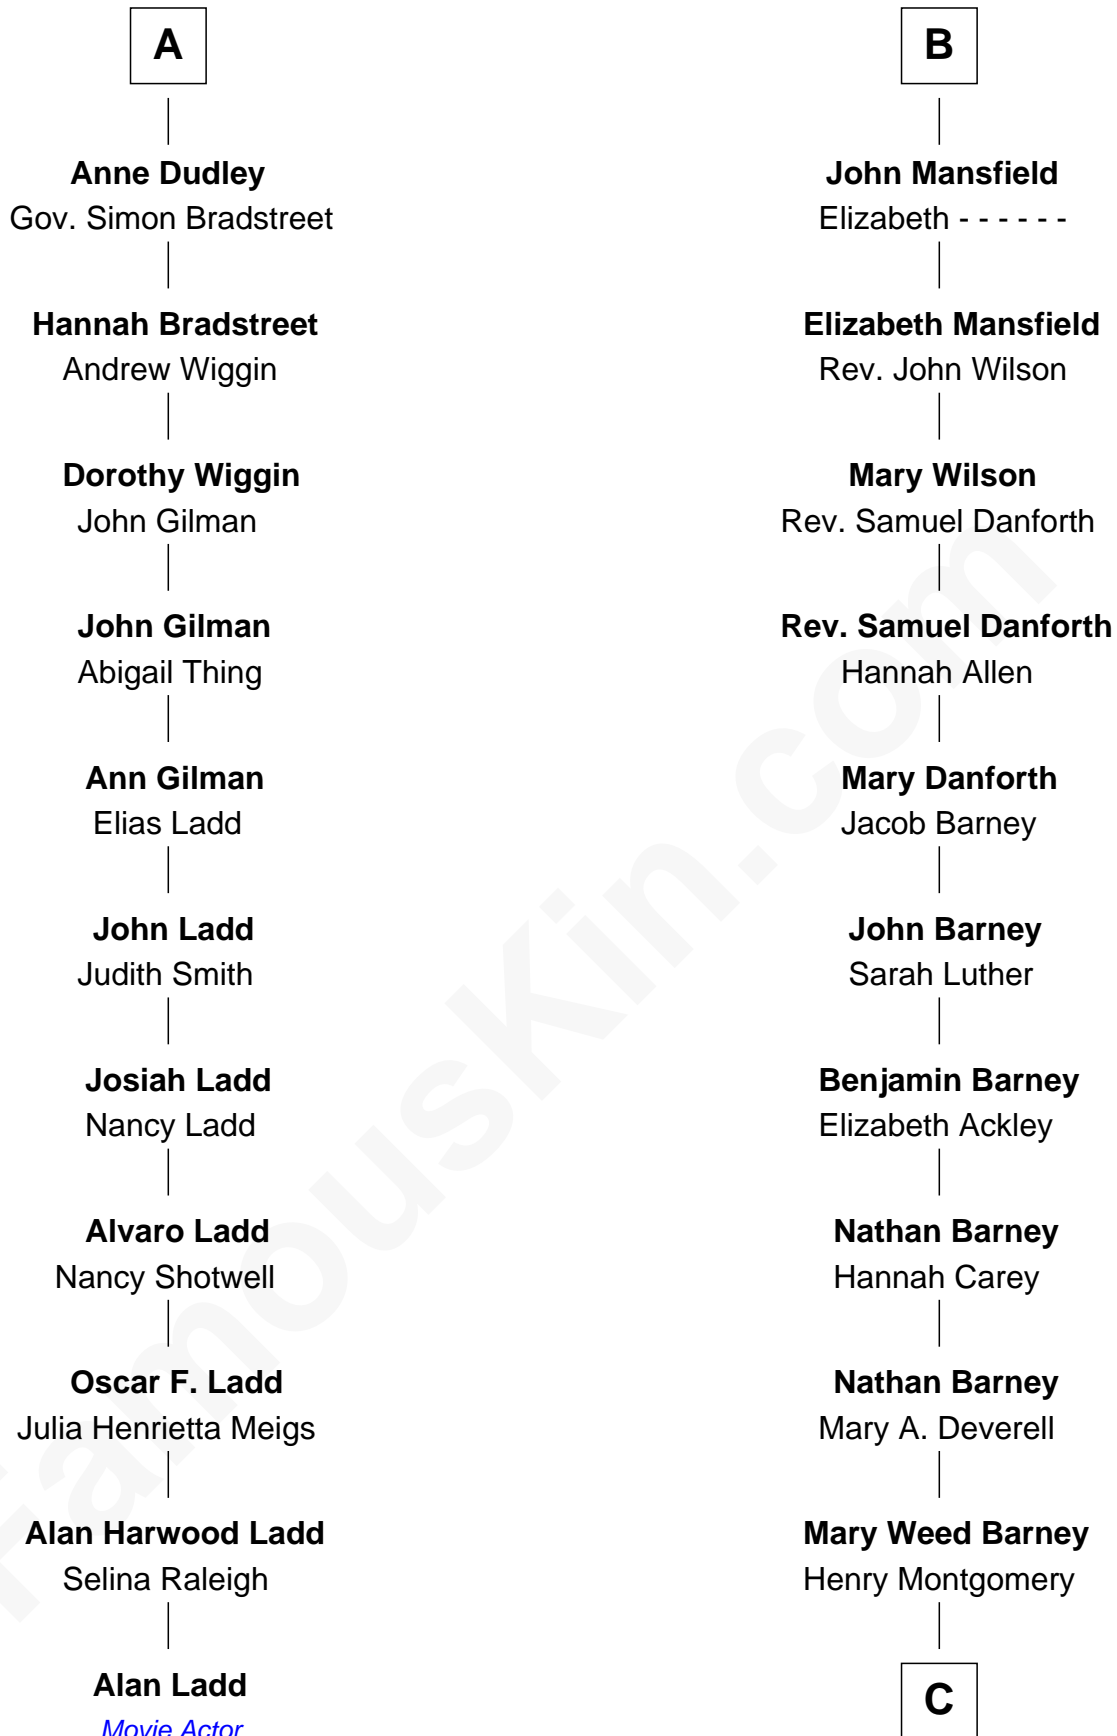 A
Anne Dudley
Gov. Simon Bradstreet
Hannah Bradstreet
Andrew Wiggin
Dorothy Wiggin
John Gilman
John Gilman
Abigail Thing
Ann Gilman
Elias Ladd
John Ladd
Judith Smith
Josiah Ladd
Nancy Ladd
Alvaro Ladd
Nancy Shotwell
Oscar F. Ladd
Julia Henrietta Meigs
Alan Harwood Ladd
Selina Raleigh
Alan Ladd
Movie Actor
B
John Mansfield
Elizabeth - - - - - -
Elizabeth Mansfield
Rev. John Wilson
Mary Wilson
Rev. Samuel Danforth
Rev. Samuel Danforth
Hannah Allen
Mary Danforth
Jacob Barney
John Barney
Sarah Luther
Benjamin Barney
Elizabeth Ackley
Nathan Barney
Hannah Carey
Nathan Barney
Mary A. Deverell
Mary Weed Barney
Henry Montgomery
C
FamousKin.com